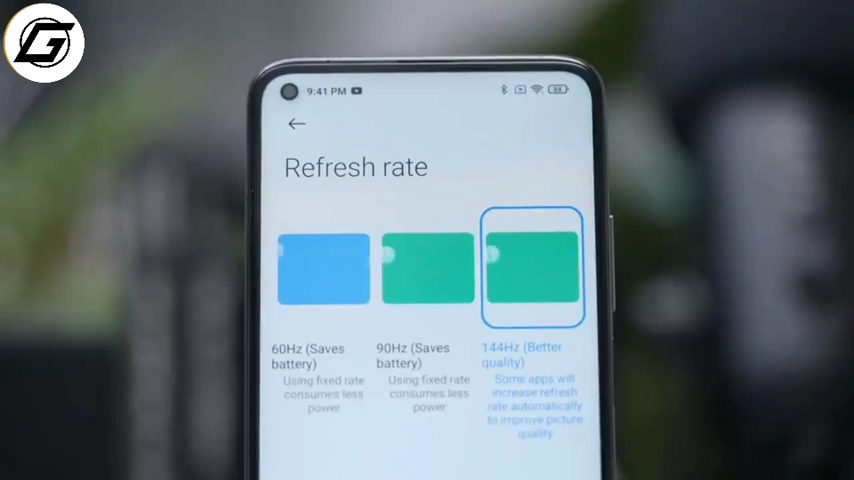 G
9:41 PM
68
Refresh rate
60Hz (Saves
battery)
Using fixed rate
consumes less
power
90Hz (Saves
battery)
Using fixed rate
consumes less
power
144Hz (Better
quality)
Some apps will
increase refresh
rate automatically
to improve picture
quality